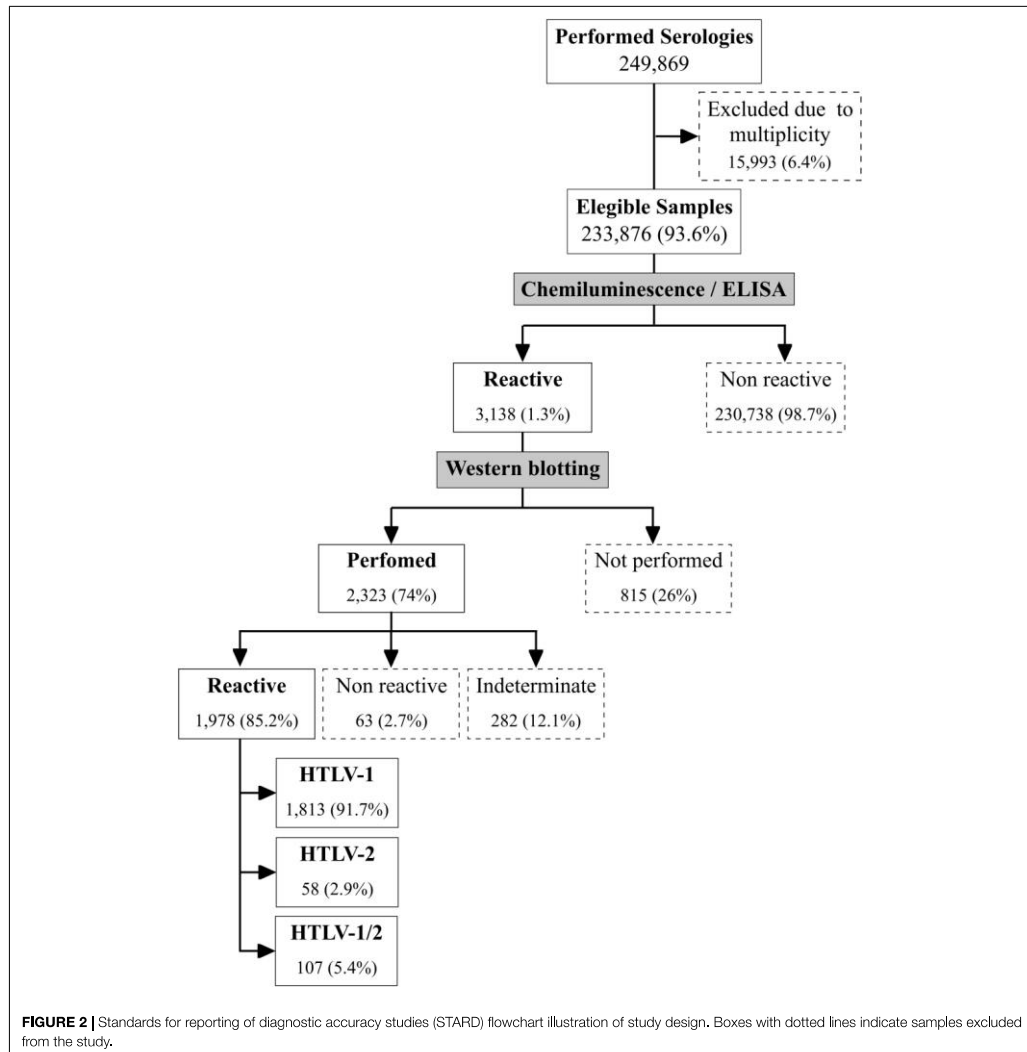 Performed Serologies
249,869
Excluded due to
multiplicity
15,993 (6.4%)
Elegible Samples
233,876 (93.6%)
Chemiluminescence / ELISA
Reactive
3,138 (1.3%)
Non reactive
230,738 (98.7%)
Western blotting
Perfomed
2,323 (74%)
Not performed
815 (26%)
Reactive
1,978 (85.2%)
Non reactive
63 (2.7%)
Indeterminate
282 (12.1%)
HTLV-1
1,813 (91.7%)
HTLV-2
58 (2.9%)
HTLV-1/2
107 (5.4%)
FIGURE 2 | Standards for reporting of diagnostic accuracy studies (STARD) flowchart illustration of study design. Boxes with dotted lines indicate samples excluded
from the study.